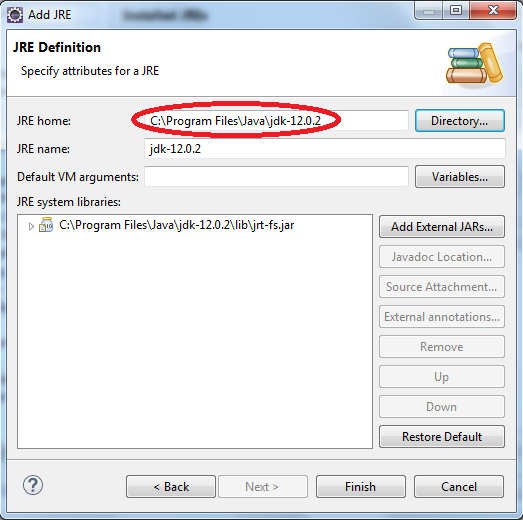 Add JRE
Installed JREs
JRE Definition
Specify attributes for a JRE
JRE home: C:\Program Files\Java\jdk-12.0.2 Directory...
JRE name: jdk-12.0.2
Default VM arguments: Variables...
JRE system libraries:
C:\Program Files\Java\jdk-12.0.2\lib\jrt-fs.jar
Add External JARs...
Javadoc Location...
Source Attachment...
External annotations...
Remove
Up
Down
Restore Default
? < Back Next > Finish Cancel